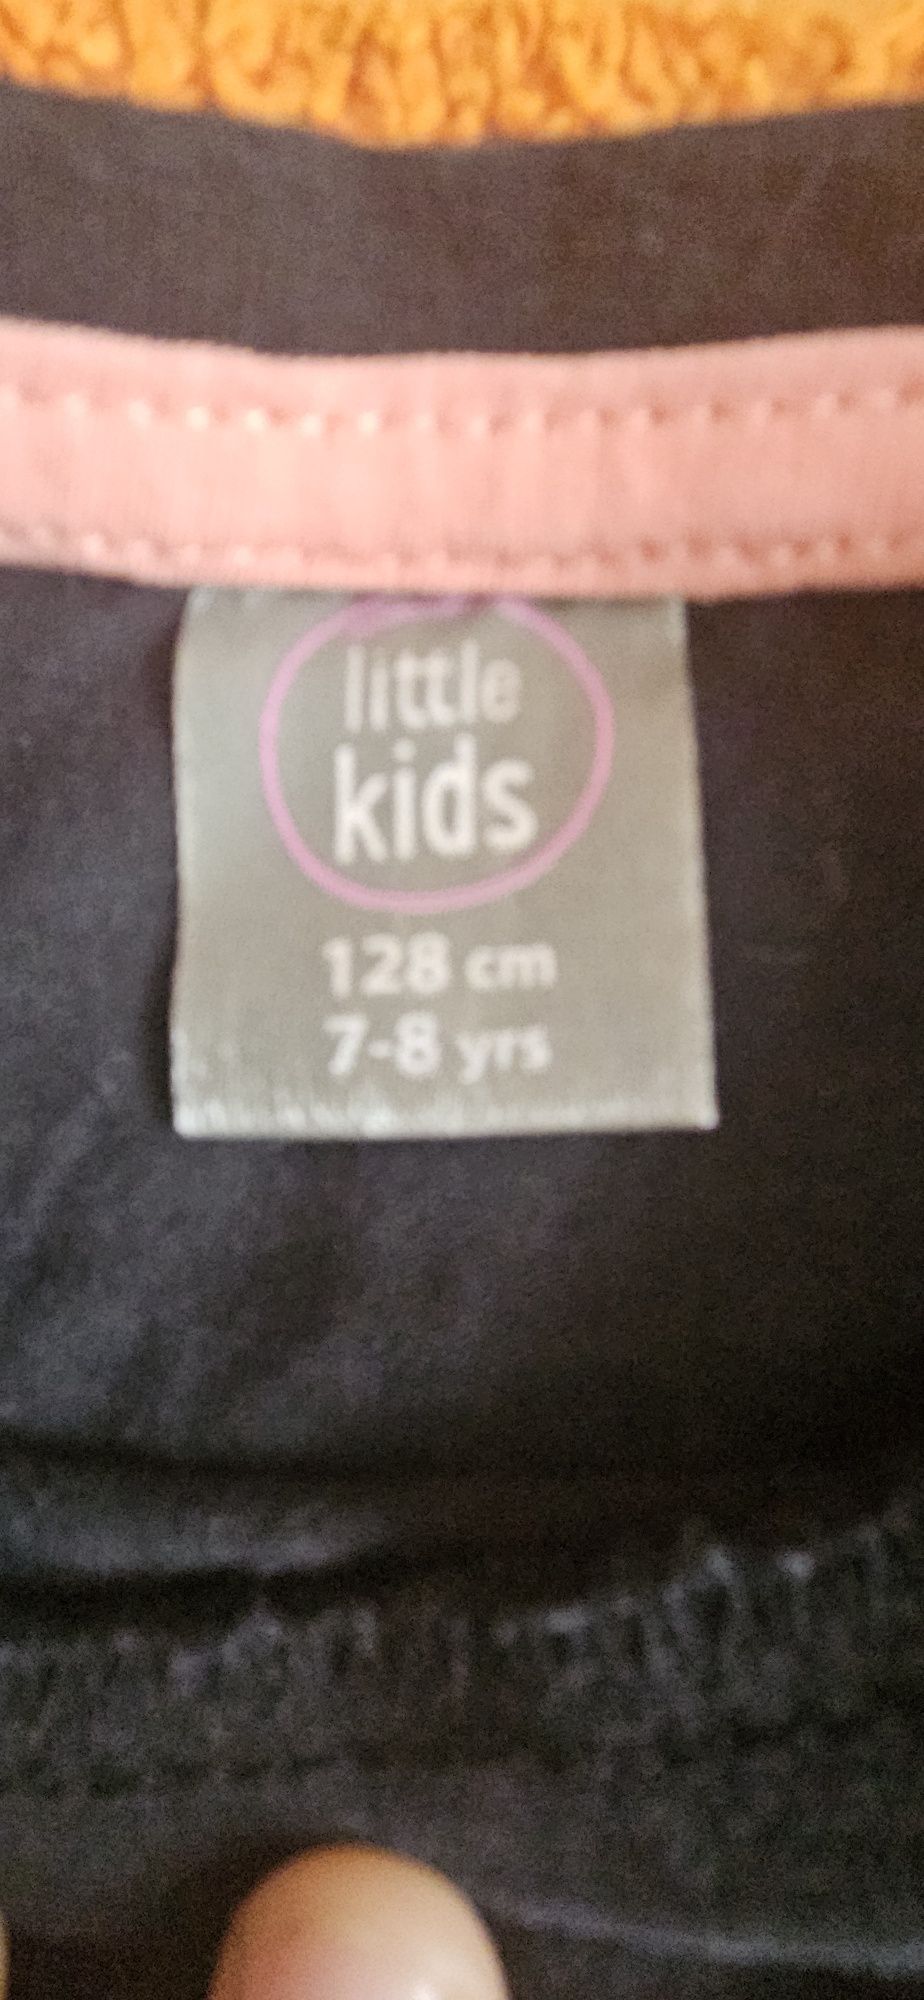 little
kids
128 cm
7-8 yrs